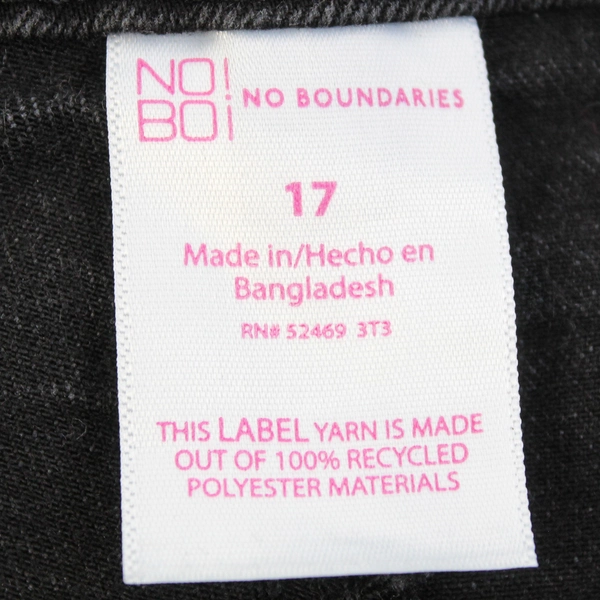 NO!
BO¡
NO BOUNDARIES
17
Made in/Hecho en
Bangladesh
RN# 52469 3T3
THIS LABEL YARN IS MADE
OUT OF 100% RECYCLED
POLYESTER MATERIALS